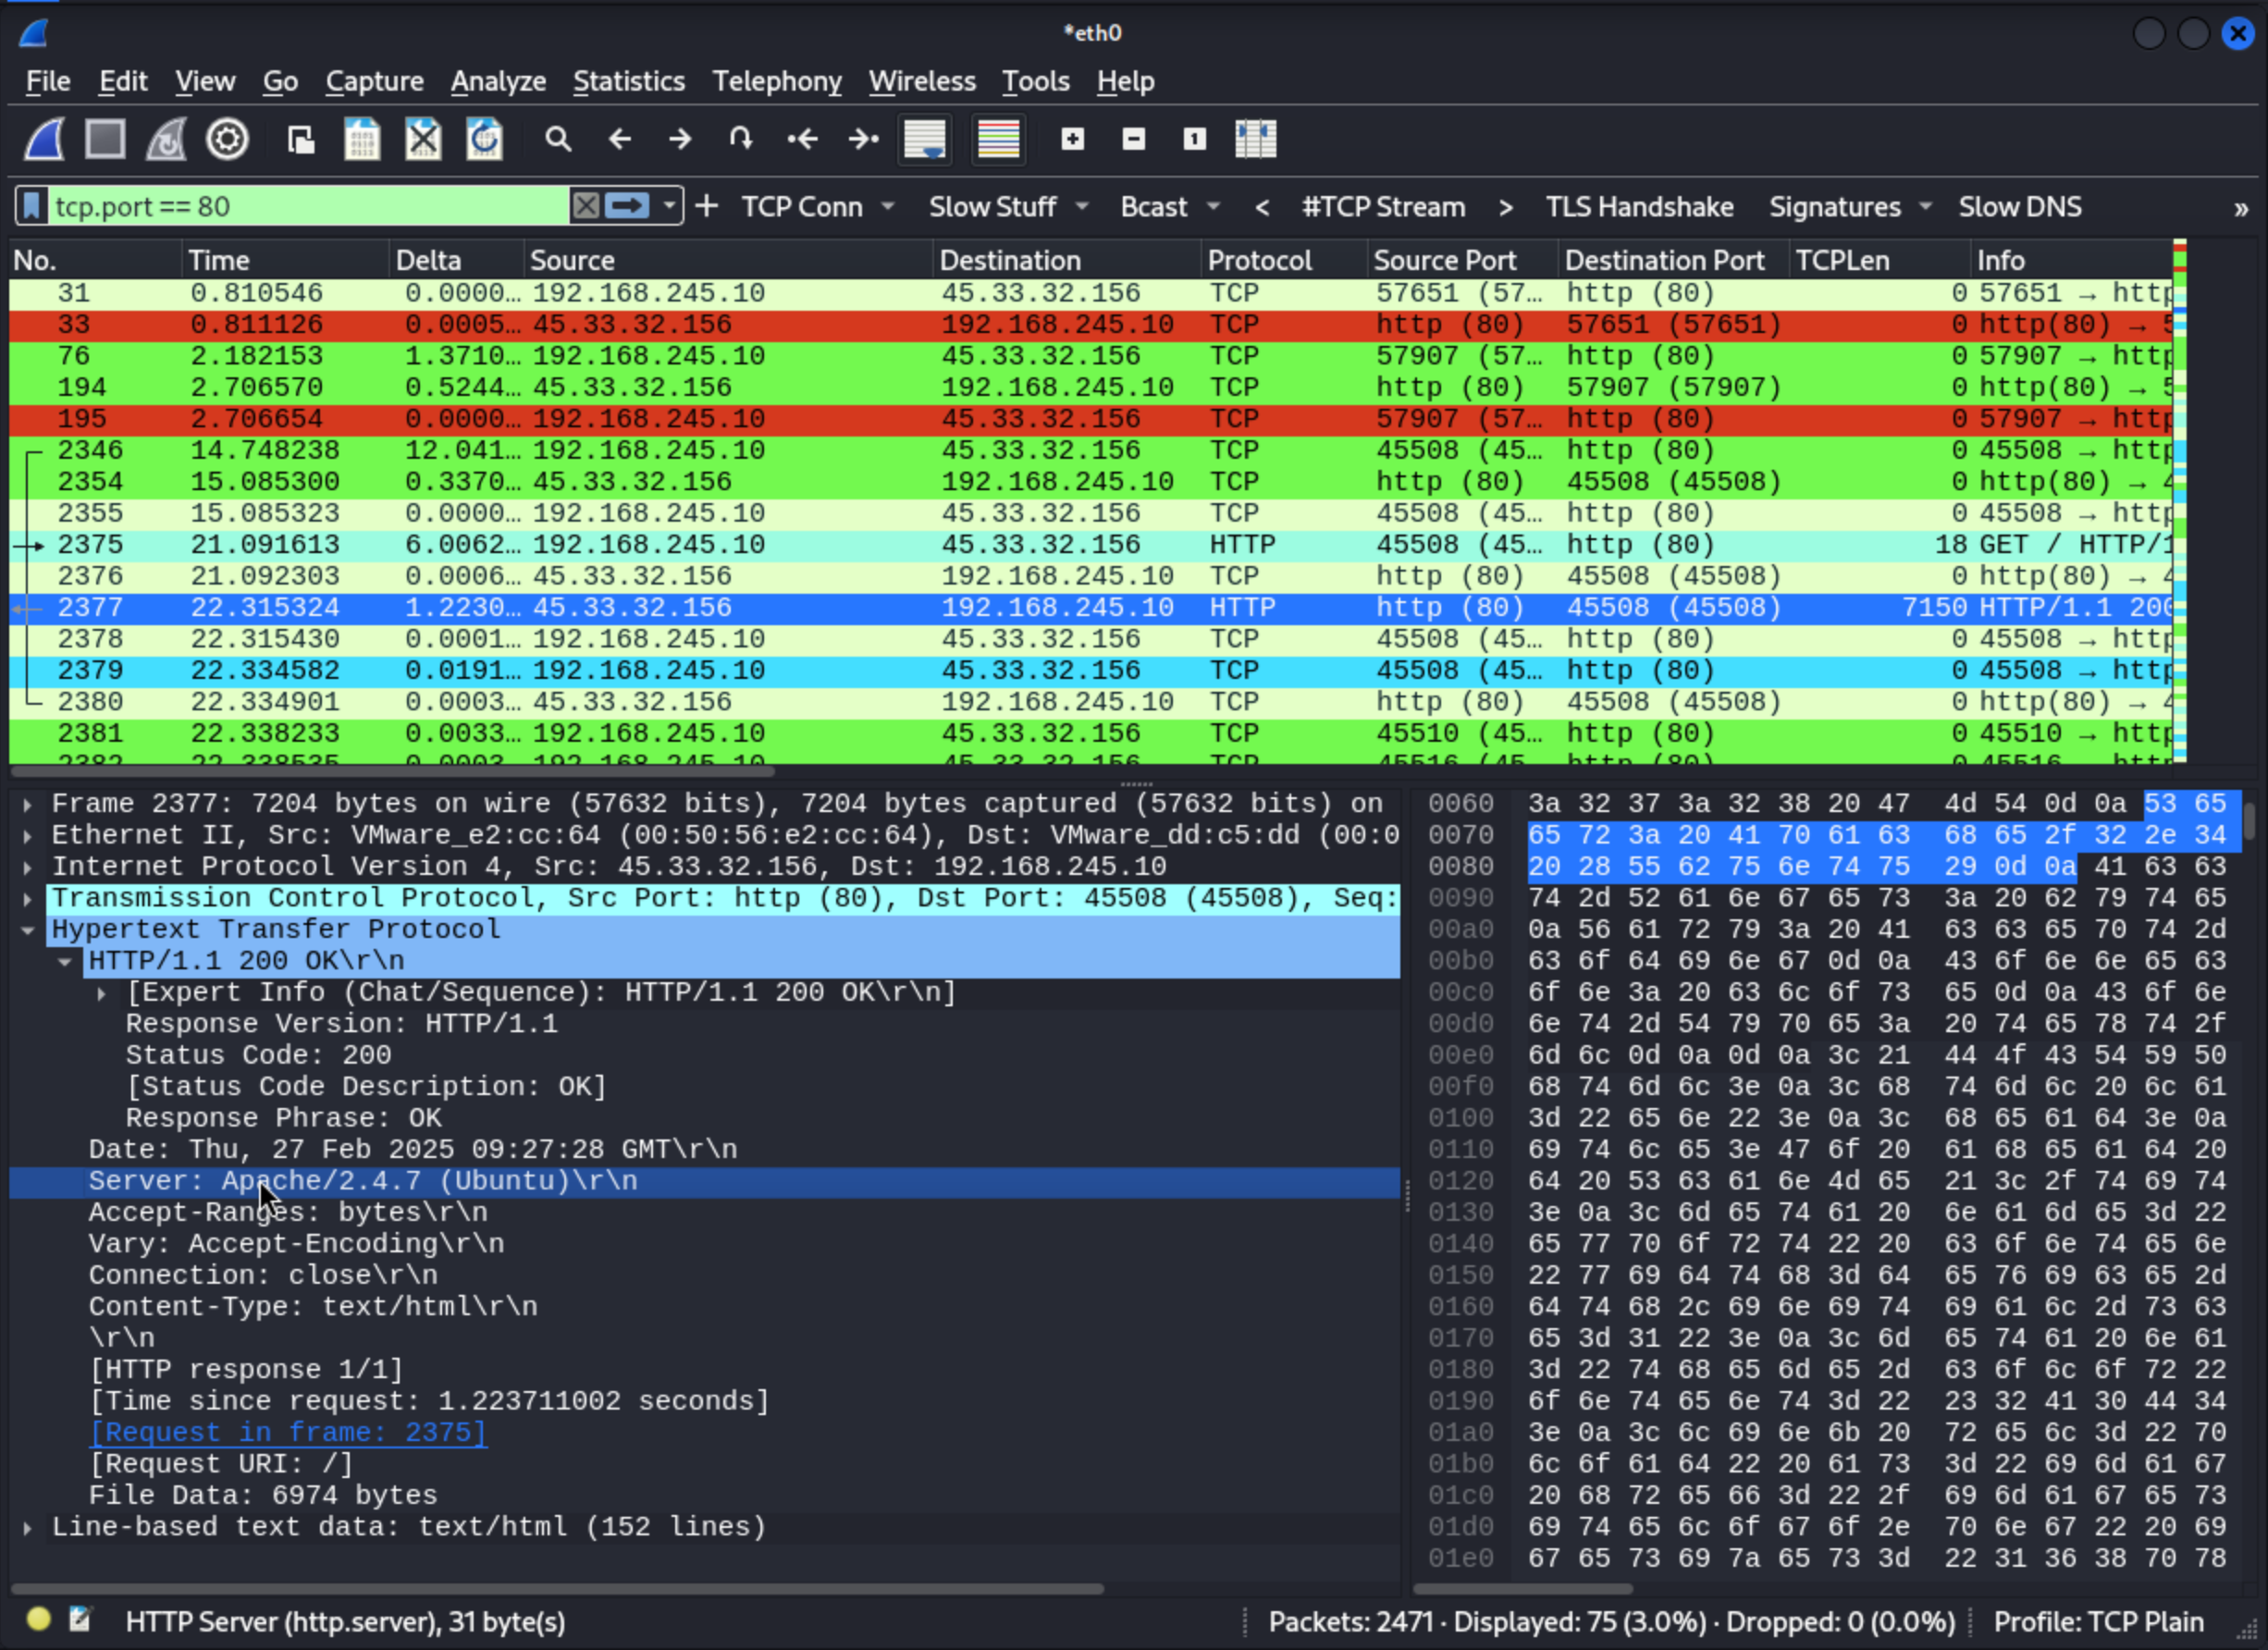 *eth0
File Edit View Go Capture Analyze Statistics Telephony Wireless Tools Help
tcp.port == 80 + TCP Conn Slow Stuff Bcast < #TCP Stream > TLS Handshake Signatures Slow DNS »
No. Time Delta Source Destination Protocol Source Port Destination Port TCPLen Info
31 0.810546 0.0000… 192.168.245.10 45.33.32.156 TCP 57651 (57… http (80) 0 57651 → http
33 0.811126 0.0005… 45.33.32.156 192.168.245.10 TCP http (80) 57651 (57651) 0 http(80) → 5
76 2.182153 1.3710… 192.168.245.10 45.33.32.156 TCP 57907 (57… http (80) 0 57907 → http
194 2.706570 0.5244… 45.33.32.156 192.168.245.10 TCP http (80) 57907 (57907) 0 http(80) → 5
195 2.706654 0.0000… 192.168.245.10 45.33.32.156 TCP 57907 (57… http (80) 0 57907 → http
2346 14.748238 12.041… 192.168.245.10 45.33.32.156 TCP 45508 (45… http (80) 0 45508 → http
2354 15.085300 0.3370… 45.33.32.156 192.168.245.10 TCP http (80) 45508 (45508) 0 http(80) → 4
2355 15.085323 0.0000… 192.168.245.10 45.33.32.156 TCP 45508 (45… http (80) 0 45508 → http
2375 21.091613 6.0062… 192.168.245.10 45.33.32.156 HTTP 45508 (45… http (80) 18 GET / HTTP/1
2376 21.092303 0.0006… 45.33.32.156 192.168.245.10 TCP http (80) 45508 (45508) 0 http(80) → 4
2377 22.315324 1.2230… 45.33.32.156 192.168.245.10 HTTP http (80) 45508 (45508) 7150 HTTP/1.1 200
2378 22.315430 0.0001… 192.168.245.10 45.33.32.156 TCP 45508 (45… http (80) 0 45508 → http
2379 22.334582 0.0191… 192.168.245.10 45.33.32.156 TCP 45508 (45… http (80) 0 45508 → http
2380 22.334901 0.0003… 45.33.32.156 192.168.245.10 TCP http (80) 45508 (45508) 0 http(80) → 4
2381 22.338233 0.0033… 192.168.245.10 45.33.32.156 TCP 45510 (45… http (80) 0 45510 → http
2382 22.338535 0.0003 192.168.245.10 45.33.32.156 TCP 45516 (45 http (80) 0 45516 → http
Frame 2377: 7204 bytes on wire (57632 bits), 7204 bytes captured (57632 bits) on
Ethernet II, Src: VMware_e2:cc:64 (00:50:56:e2:cc:64), Dst: VMware_dd:c5:dd (00:0
Internet Protocol Version 4, Src: 45.33.32.156, Dst: 192.168.245.10
Transmission Control Protocol, Src Port: http (80), Dst Port: 45508 (45508), Seq:
Hypertext Transfer Protocol
HTTP/1.1 200 OK\r\n
[Expert Info (Chat/Sequence): HTTP/1.1 200 OK\r\n]
Response Version: HTTP/1.1
Status Code: 200
[Status Code Description: OK]
Response Phrase: OK
Date: Thu, 27 Feb 2025 09:27:28 GMT\r\n
Server: Apache/2.4.7 (Ubuntu)\r\n
Accept-Ranges: bytes\r\n
Vary: Accept-Encoding\r\n
Connection: close\r\n
Content-Type: text/html\r\n
\r\n
[HTTP response 1/1]
[Time since request: 1.223711002 seconds]
[Request in frame: 2375]
[Request URI: /]
File Data: 6974 bytes
Line-based text data: text/html (152 lines)
0060 3a 32 37 3a 32 38 20 47 4d 54 0d 0a 53 65
0070 65 72 3a 20 41 70 61 63 68 65 2f 32 2e 34
0080 20 28 55 62 75 6e 74 75 29 0d 0a 41 63 63
0090 74 2d 52 61 6e 67 65 73 3a 20 62 79 74 65
00a0 0a 56 61 72 79 3a 20 41 63 63 65 70 74 2d
00b0 63 6f 64 69 6e 67 0d 0a 43 6f 6e 6e 65 63
00c0 6f 6e 3a 20 63 6c 6f 73 65 0d 0a 43 6f 6e
00d0 6e 74 2d 54 79 70 65 3a 20 74 65 78 74 2f
00e0 6d 6c 0d 0a 0d 0a 3c 21 44 4f 43 54 59 50
00f0 68 74 6d 6c 3e 0a 3c 68 74 6d 6c 20 6c 61
0100 3d 22 65 6e 22 3e 0a 3c 68 65 61 64 3e 0a
0110 69 74 6c 65 3e 47 6f 20 61 68 65 61 64 20
0120 64 20 53 63 61 6e 4d 65 21 3c 2f 74 69 74
0130 3e 0a 3c 6d 65 74 61 20 6e 61 6d 65 3d 22
0140 65 77 70 6f 72 74 22 20 63 6f 6e 74 65 6e
0150 22 77 69 64 74 68 3d 64 65 76 69 63 65 2d
0160 64 74 68 2c 69 6e 69 74 69 61 6c 2d 73 63
0170 65 3d 31 22 3e 0a 3c 6d 65 74 61 20 6e 61
0180 3d 22 74 68 65 6d 65 2d 63 6f 6c 6f 72 22
0190 6f 6e 74 65 6e 74 3d 22 23 32 41 30 44 34
01a0 3e 0a 3c 6c 69 6e 6b 20 72 65 6c 3d 22 70
01b0 6c 6f 61 64 22 20 61 73 3d 22 69 6d 61 67
01c0 20 68 72 65 66 3d 22 2f 69 6d 61 67 65 73
01d0 69 74 65 6c 6f 67 6f 2e 70 6e 67 22 20 69
01e0 67 65 73 69 7a 65 73 3d 22 31 36 38 70 78
HTTP Server (http.server), 31 byte(s) Packets: 2471 · Displayed: 75 (3.0%) · Dropped: 0 (0.0%) Profile: TCP Plain